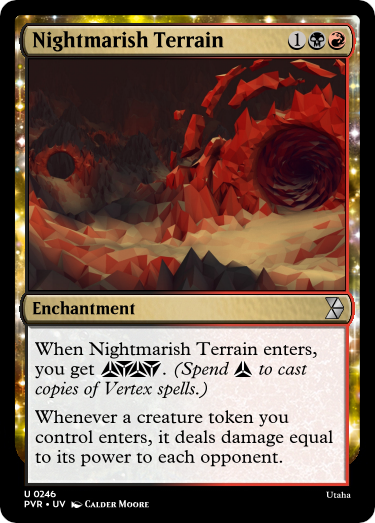 Nightmarish Terrain 1
Enchantment
When Nightmarish Terrain enters,
you get . (Spend to cast
copies of Vertex spells.)
Whenever a creature token you
control enters, it deals damage equal
to its power to each opponent.
U 0246
PVR • UV CALDER MOORE
Utaha